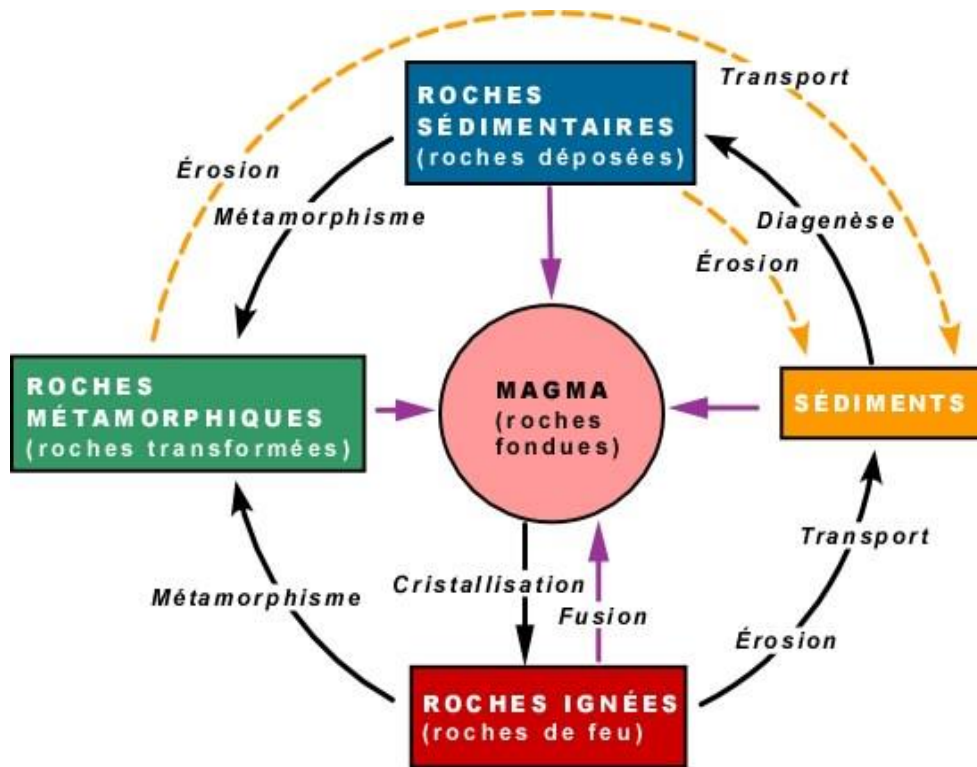 Transport
ROCHES
SÉDIMENTAIRES
(roches déposées)
Érosion
Métamorphisme
Diagenèse
Érosion
ROCHES
MÉTAMORPHIQUES
(roches transformées)
MAGMA
(roches
fondues)
SÉDIMENTS
Transport
Cristallisation
Métamorphisme
Fusion
Érosion
ROCHES IGNÉES
(roches de feu)